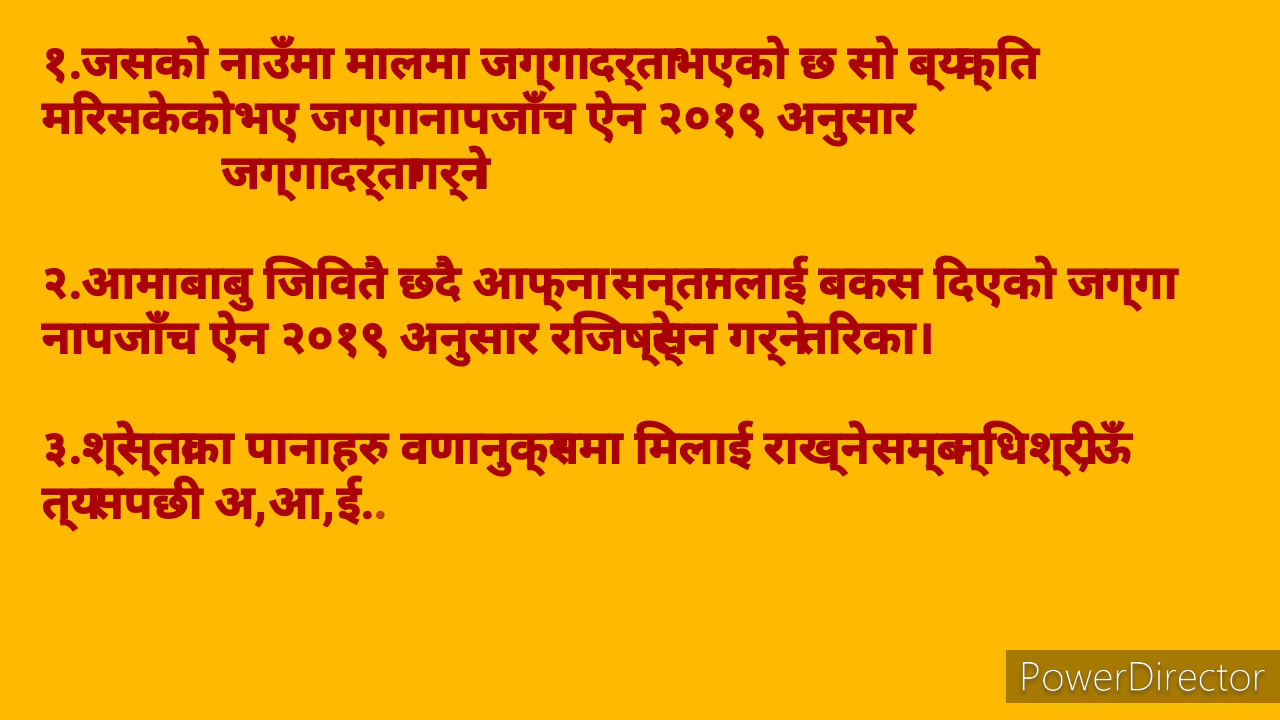 १.जसको नाउँमा मालमा जग्गादर्ताभएको छ सो ब्यक्ति
मरिसकेकोभए जग्गानापजाँच ऐन २०१९ अनुसार
जग्गादर्तागर्ने
२.आमाबाबु जिवितै छदै आफ्नासन्तानलाई बकस दिएको जग्गा
नापजाँच ऐन २०१९ अनुसार रजिष्ट्रेसन गर्नेतरिका।
३.श्रेस्ताका पानाहरु वणानुक्रममा मिलाई राख्नेसम्बन्धिश्री,ऊँ
त्यसपछी अ,आ,ई..
PowerDirector